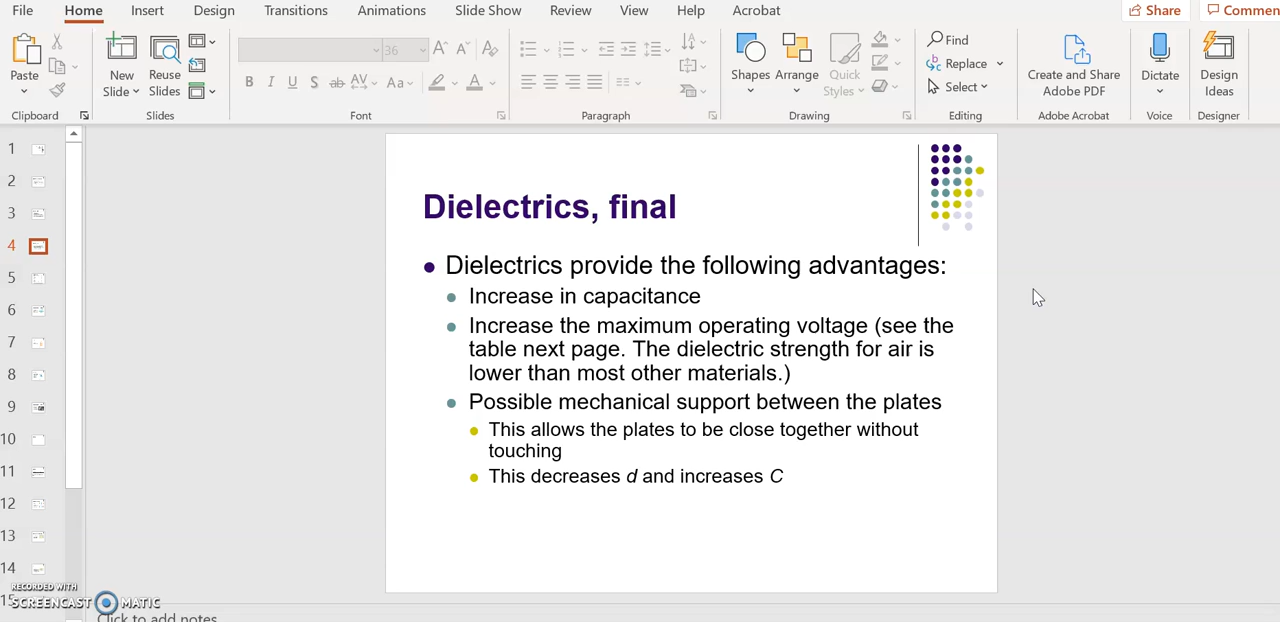 File Home Insert Design Transitions Animations Slide Show Review View Help Acrobat Share Commen
36
Paste New Slide Reuse Slides B I U S ab AV Aa A Shapes Arrange Quick Styles Find Replace Select Create and Share Adobe PDF Dictate Design Ideas
Clipboard Slides Font Paragraph Drawing Editing Adobe Acrobat Voice Designer
1
2
3
4
5
6
7
8
9
10
11
12
13
14
15
Dielectrics, final
Dielectrics provide the following advantages:
Increase in capacitance
Increase the maximum operating voltage (see the
table next page. The dielectric strength for air is
lower than most other materials.)
Possible mechanical support between the plates
This allows the plates to be close together without
touching
This decreases d and increases C
RECORDED WITH
SCREENCAST MATIC
Click to add notes